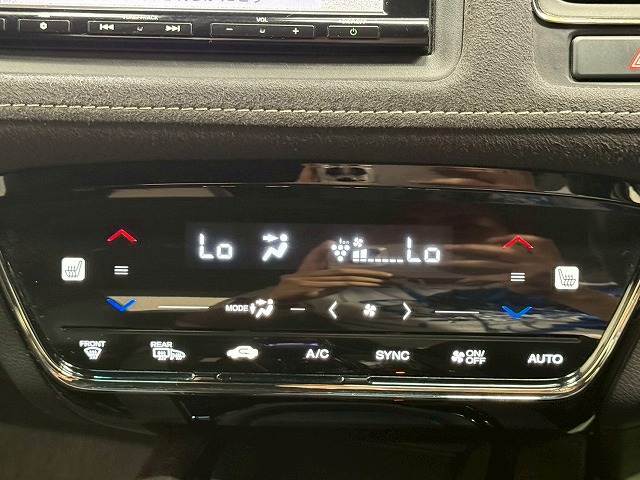 VOL
Lo Lo
MODE
FRONT REAR A/C SYNC ON/OFF AUTO